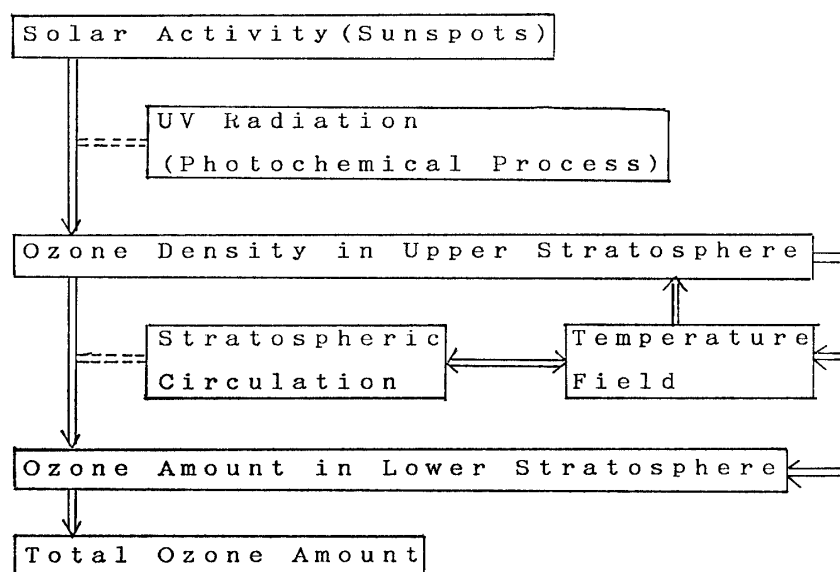 Solar Activity(Sunspots)
UV Radiation
(Photochemical Process)
Ozone Density in Upper Stratosphere
Stratospheric
Circulation
Temperature
Field
Ozone Amount in Lower Stratosphere
Total Ozone Amount